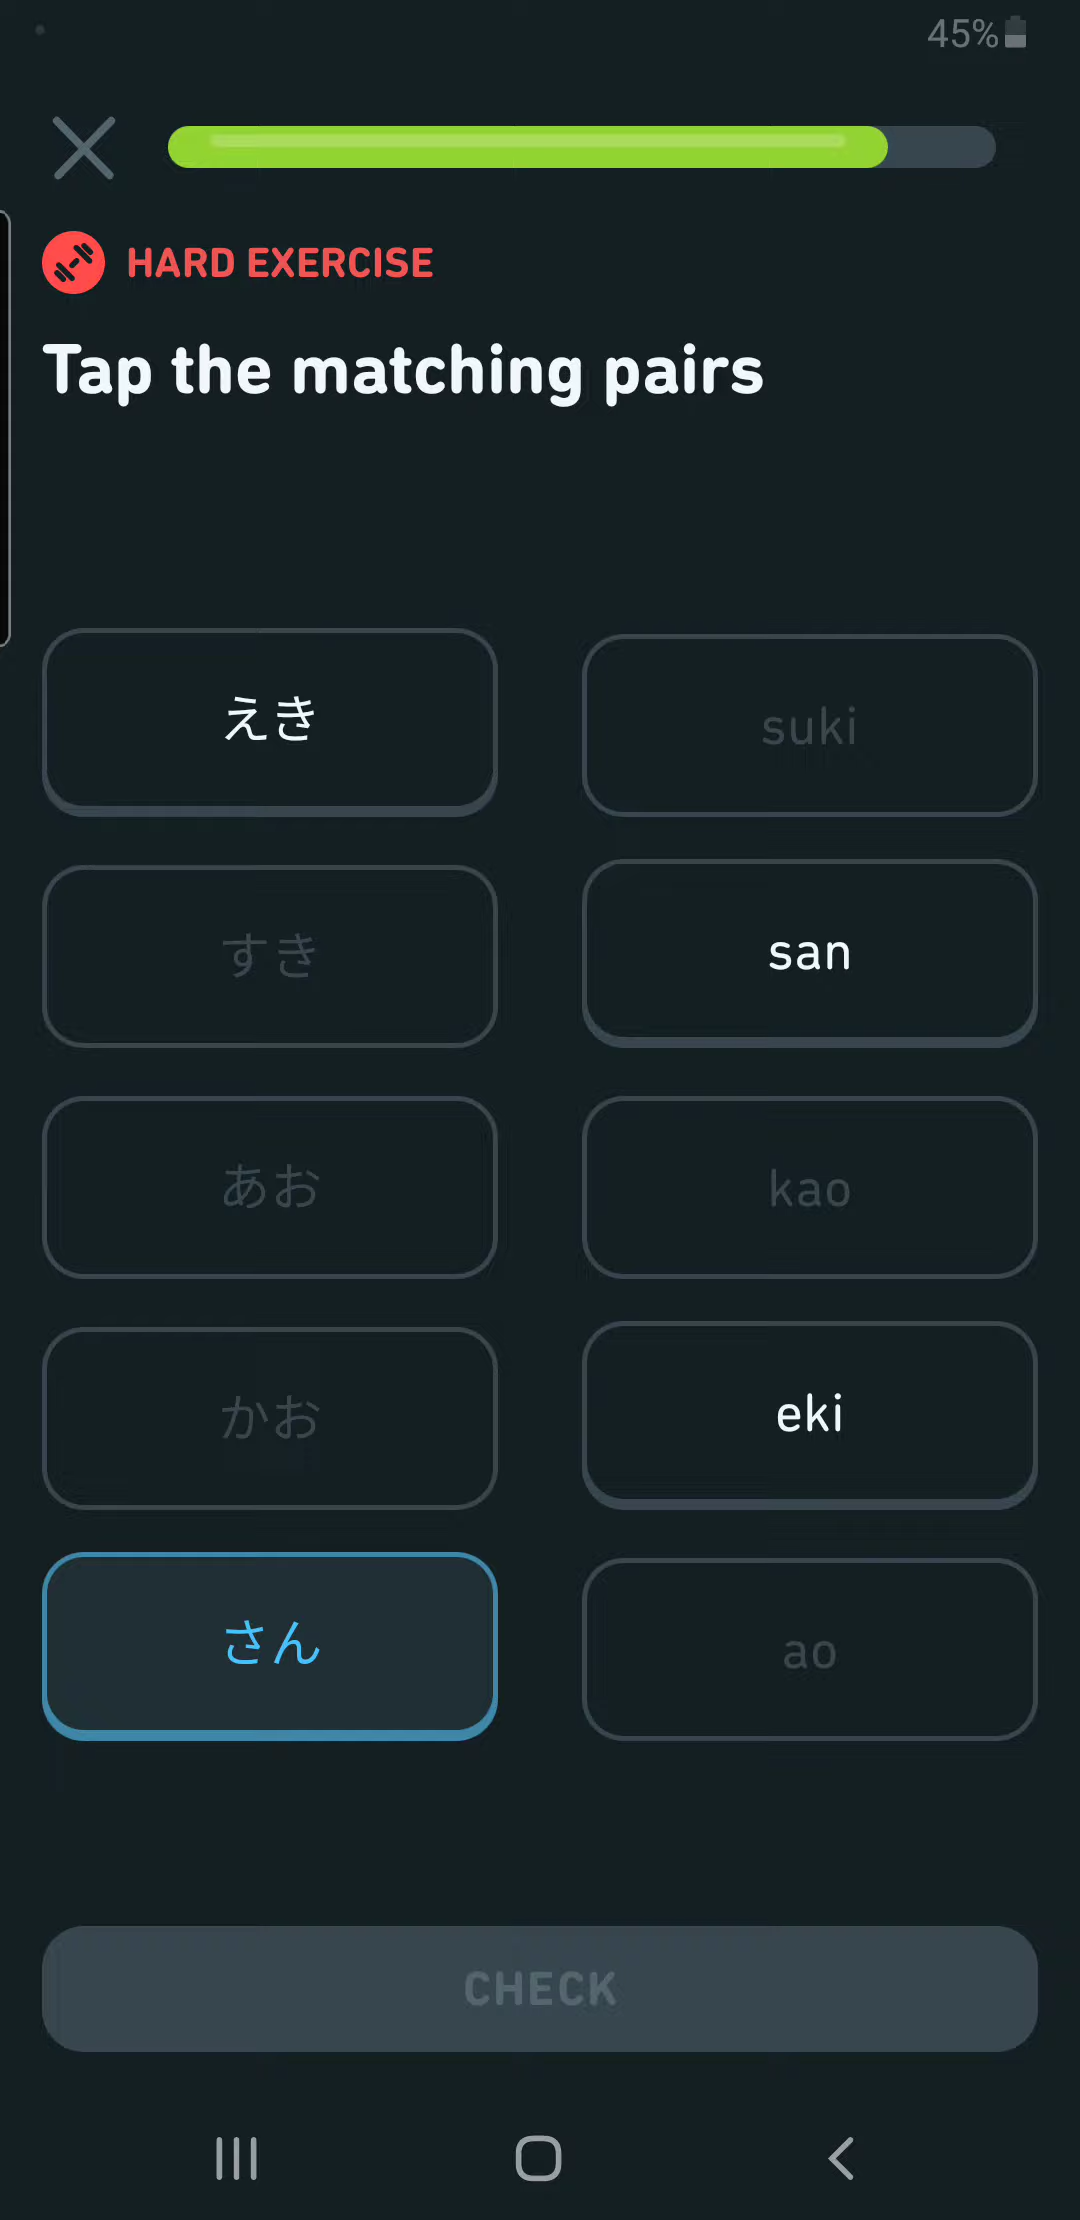 45%
HARD EXERCISE
Tap the matching pairs
えき
suki
すき
san
あお
kao
かお
eki
さん
ao
CHECK